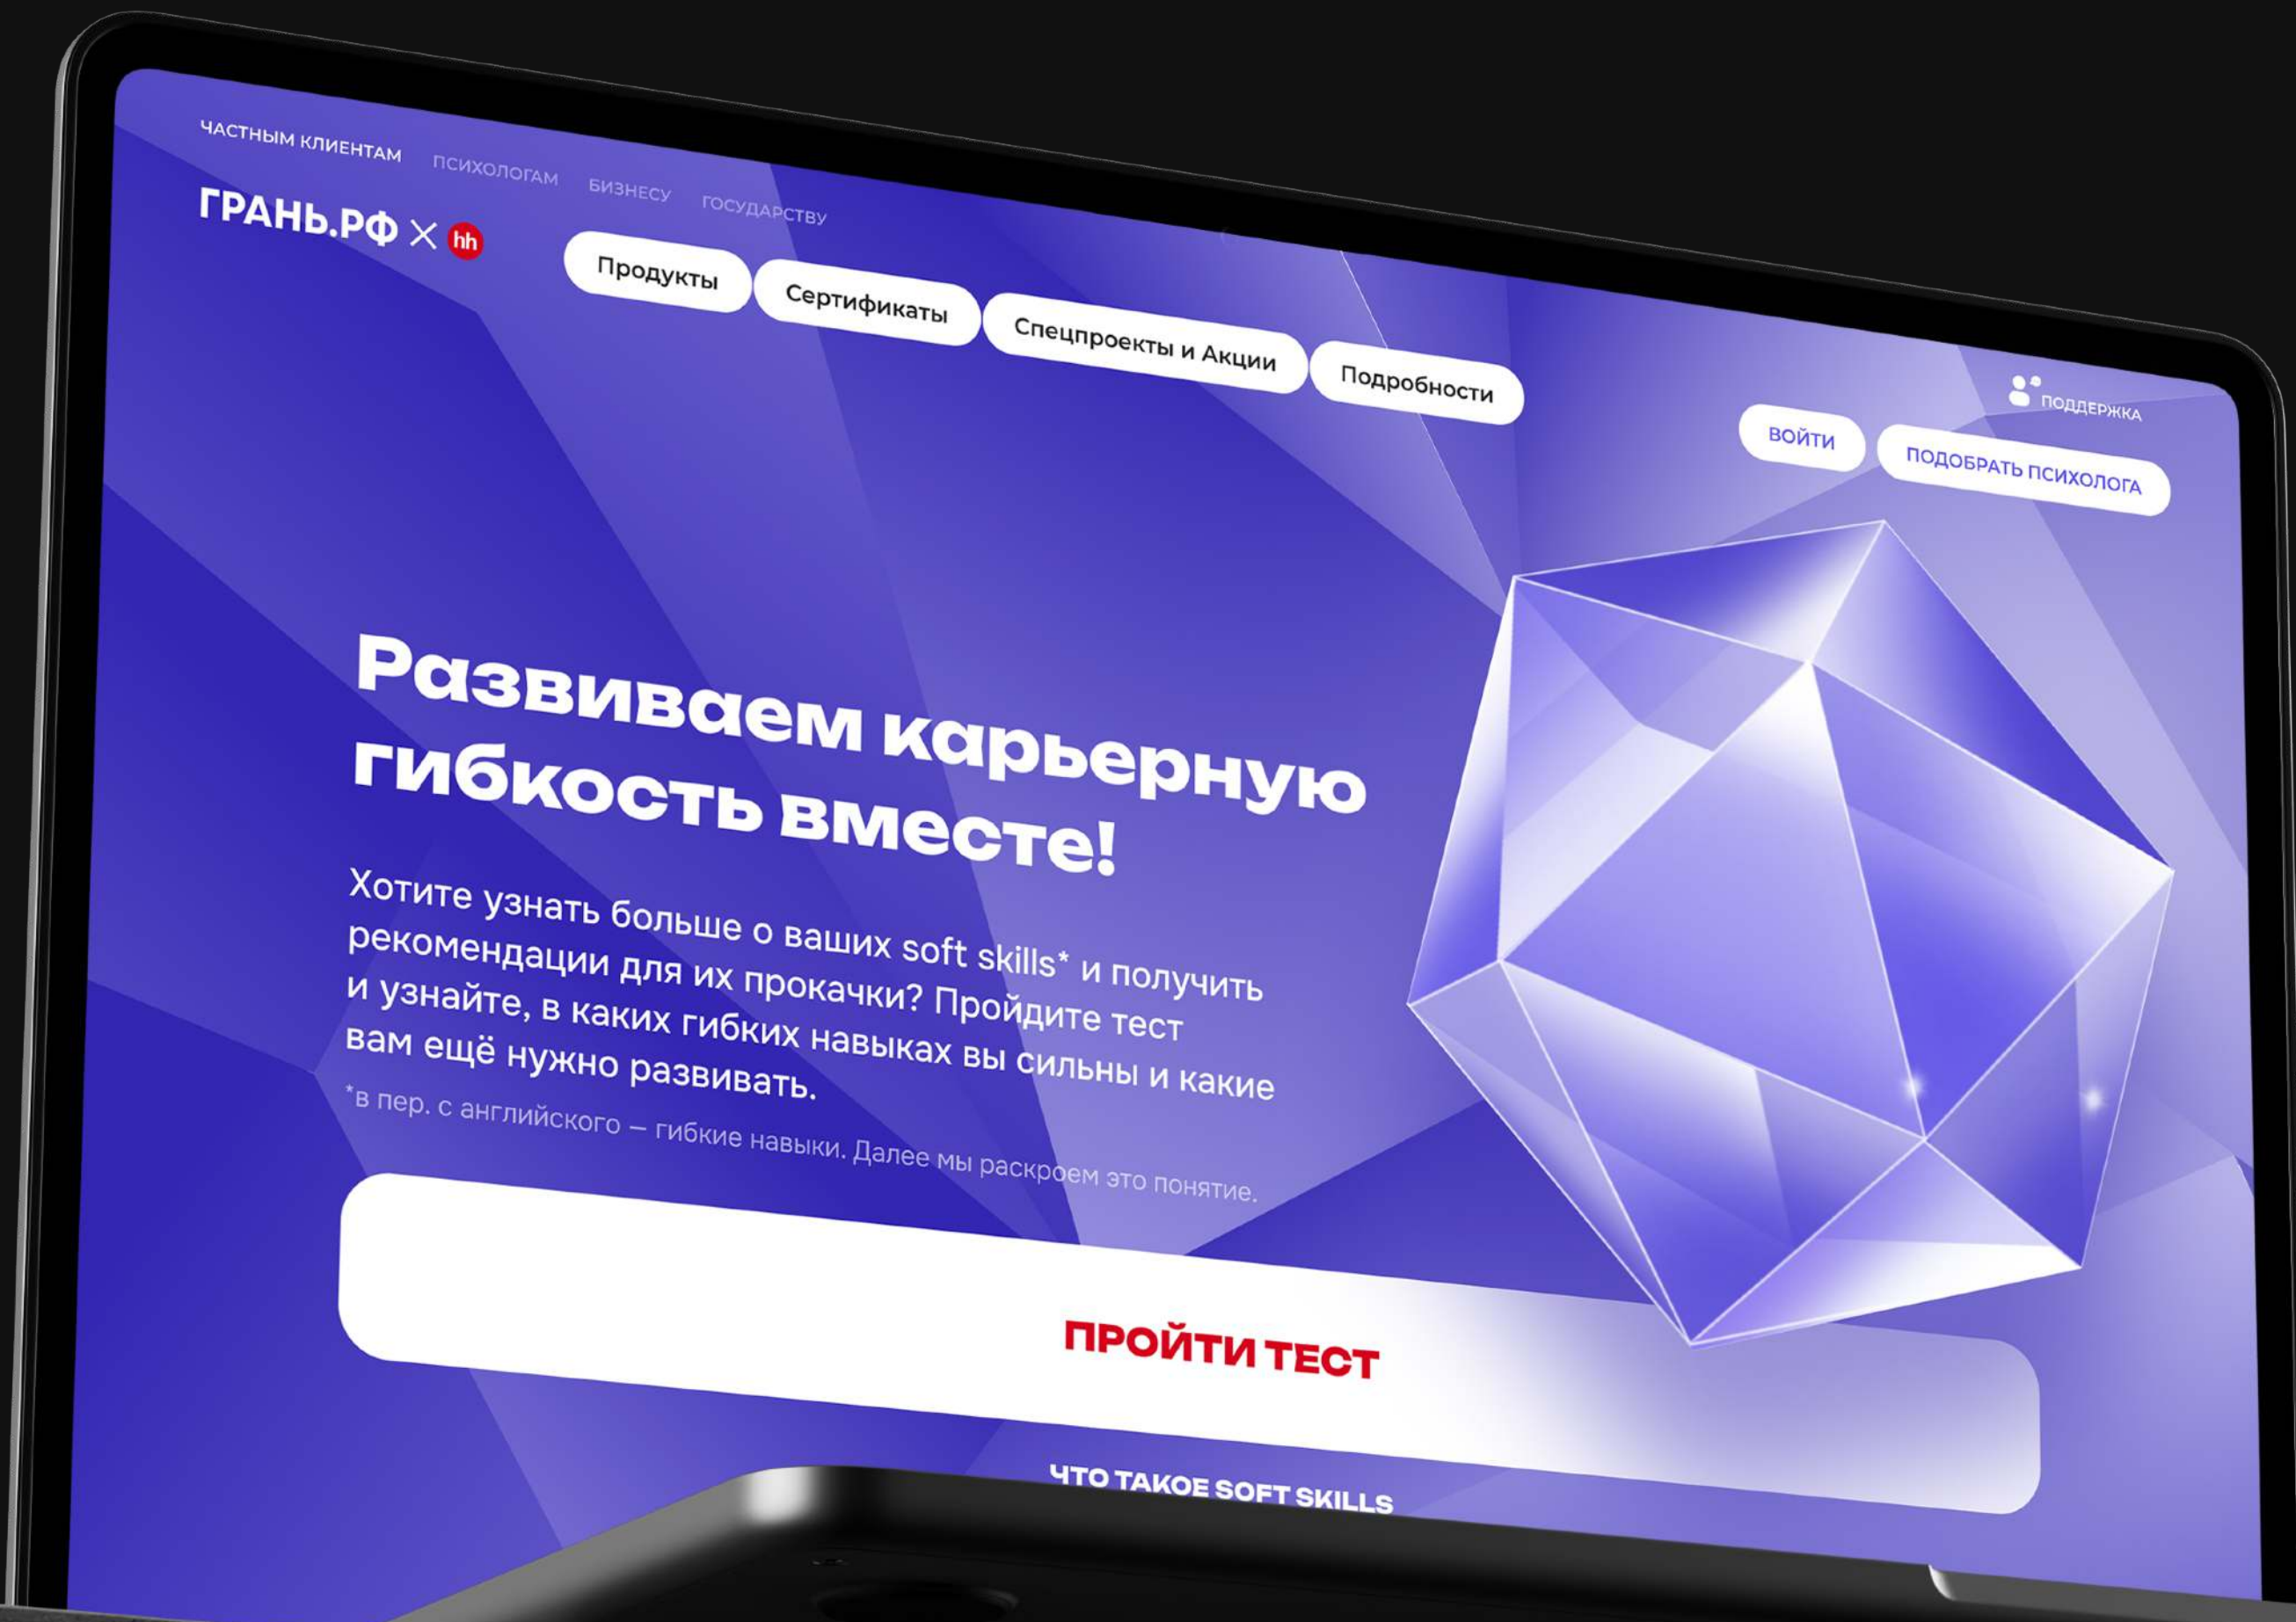 ЧАСТНЫМ КЛИЕНТАМ ПСИХОЛОГАМ БИЗНЕСУ ГОСУДАРСТВУ
ГРАНЬ.РФ × hh
Продукты Сертификаты Спецпроекты и Акции Подробности
ПОДДЕРЖКА
ВОЙТИ ПОДОБРАТЬ ПСИХОЛОГА
Развиваем карьерную
гибкость вместе!
Хотите узнать больше о ваших soft skills* и получить
рекомендации для их прокачки? Пройдите тест
и узнайте, в каких гибких навыках вы сильны и какие
вам ещё нужно развивать.
*в пер. с английского — гибкие навыки. Далее мы раскроем это понятие.
ПРОЙТИ ТЕСТ
ЧТО ТАКОЕ SOFT SKILLS